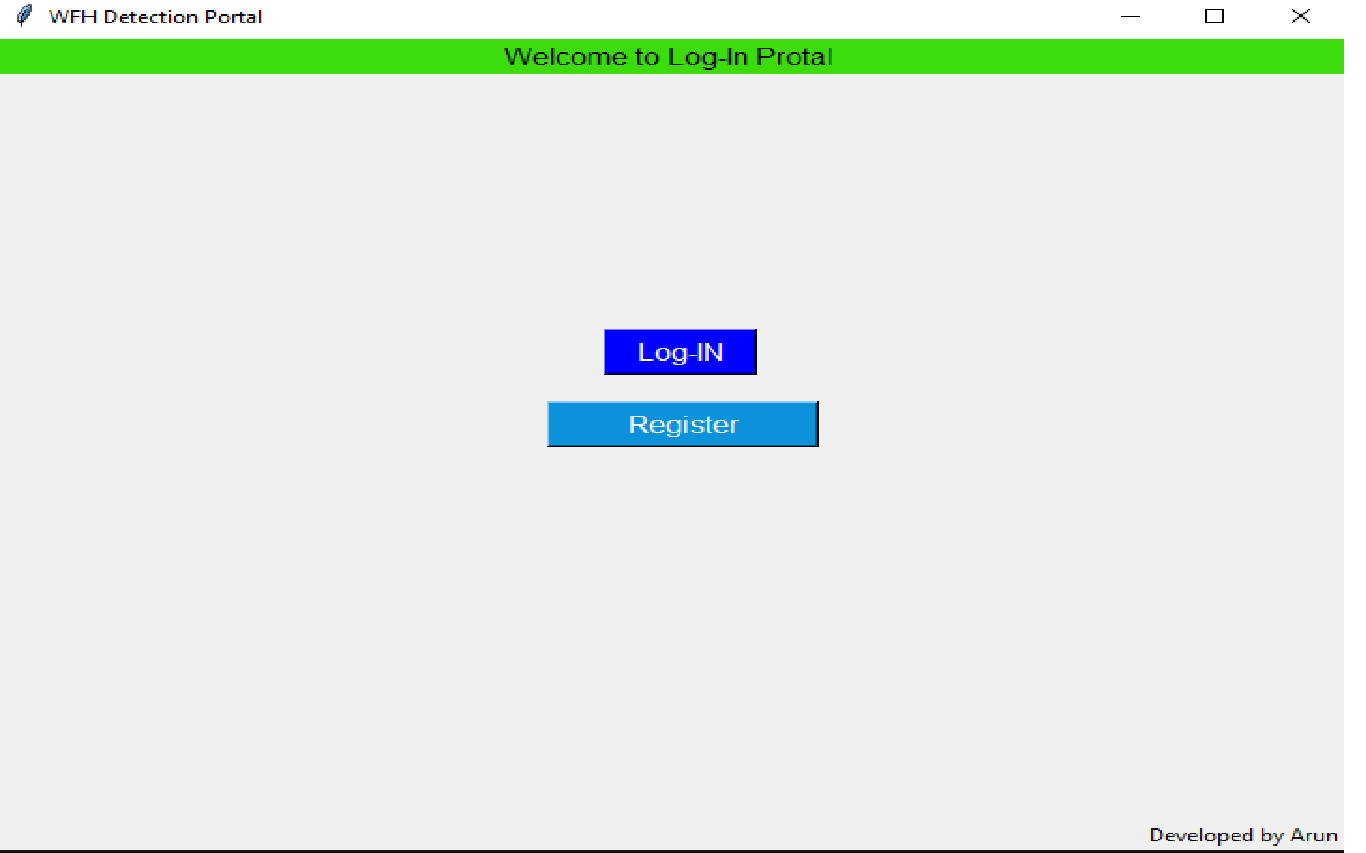 WFH Detection Portal
Welcome to Log-In Protal
Log-IN
Register
Developed by Arun